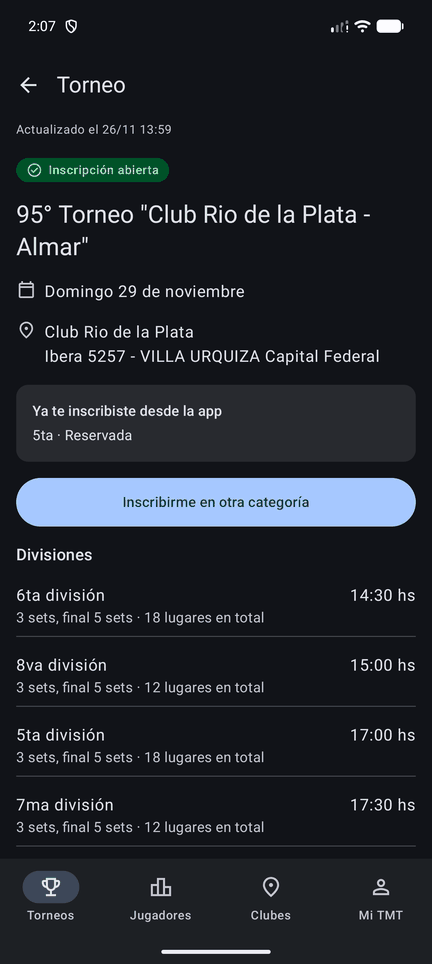 2:07
Torneo
Actualizado el 26/11 13:59
Inscripción abierta
95° Torneo "Club Rio de la Plata -
Almar"
Domingo 29 de noviembre
Club Rio de la Plata
Ibera 5257 - VILLA URQUIZA Capital Federal
Ya te inscribiste desde la app
5ta · Reservada
Inscribirme en otra categoría
Divisiones
6ta división 14:30 hs
3 sets, final 5 sets · 18 lugares en total
8va división 15:00 hs
3 sets, final 5 sets · 12 lugares en total
5ta división 17:00 hs
3 sets, final 5 sets · 18 lugares en total
7ma división 17:30 hs
3 sets, final 5 sets · 12 lugares en total
Torneos Jugadores Clubes Mi TMT